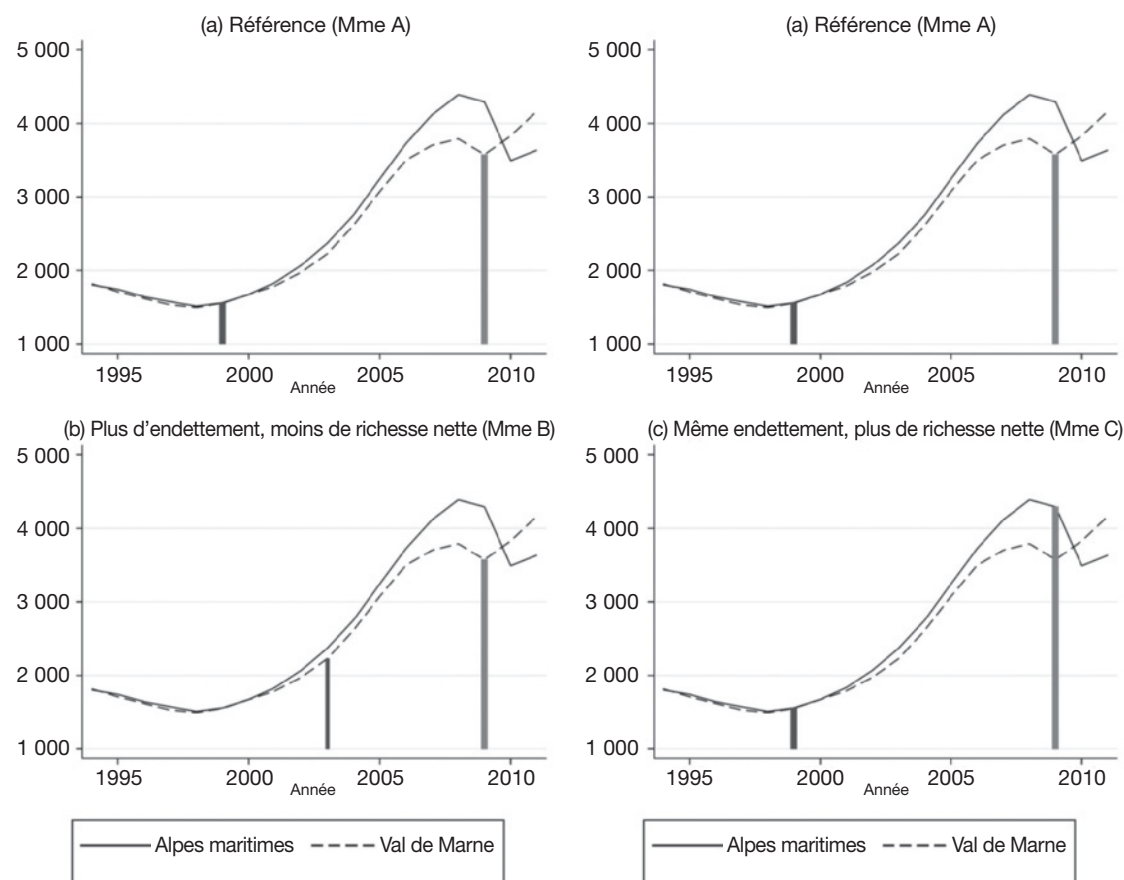 (a) Référence (Mme A)
5 000
4 000
3 000
2 000
1 000
1995 2000 2005 2010
Année
(a) Référence (Mme A)
5 000
4 000
3 000
2 000
1 000
1995 2000 2005 2010
Année
(b) Plus d'endettement, moins de richesse nette (Mme B)
5 000
4 000
3 000
2 000
1 000
1995 2000 2005 2010
Année
(c) Même endettement, plus de richesse nette (Mme C)
5 000
4 000
3 000
2 000
1 000
1995 2000 2005 2010
Année
Alpes maritimes Val de Marne
Alpes maritimes Val de Marne